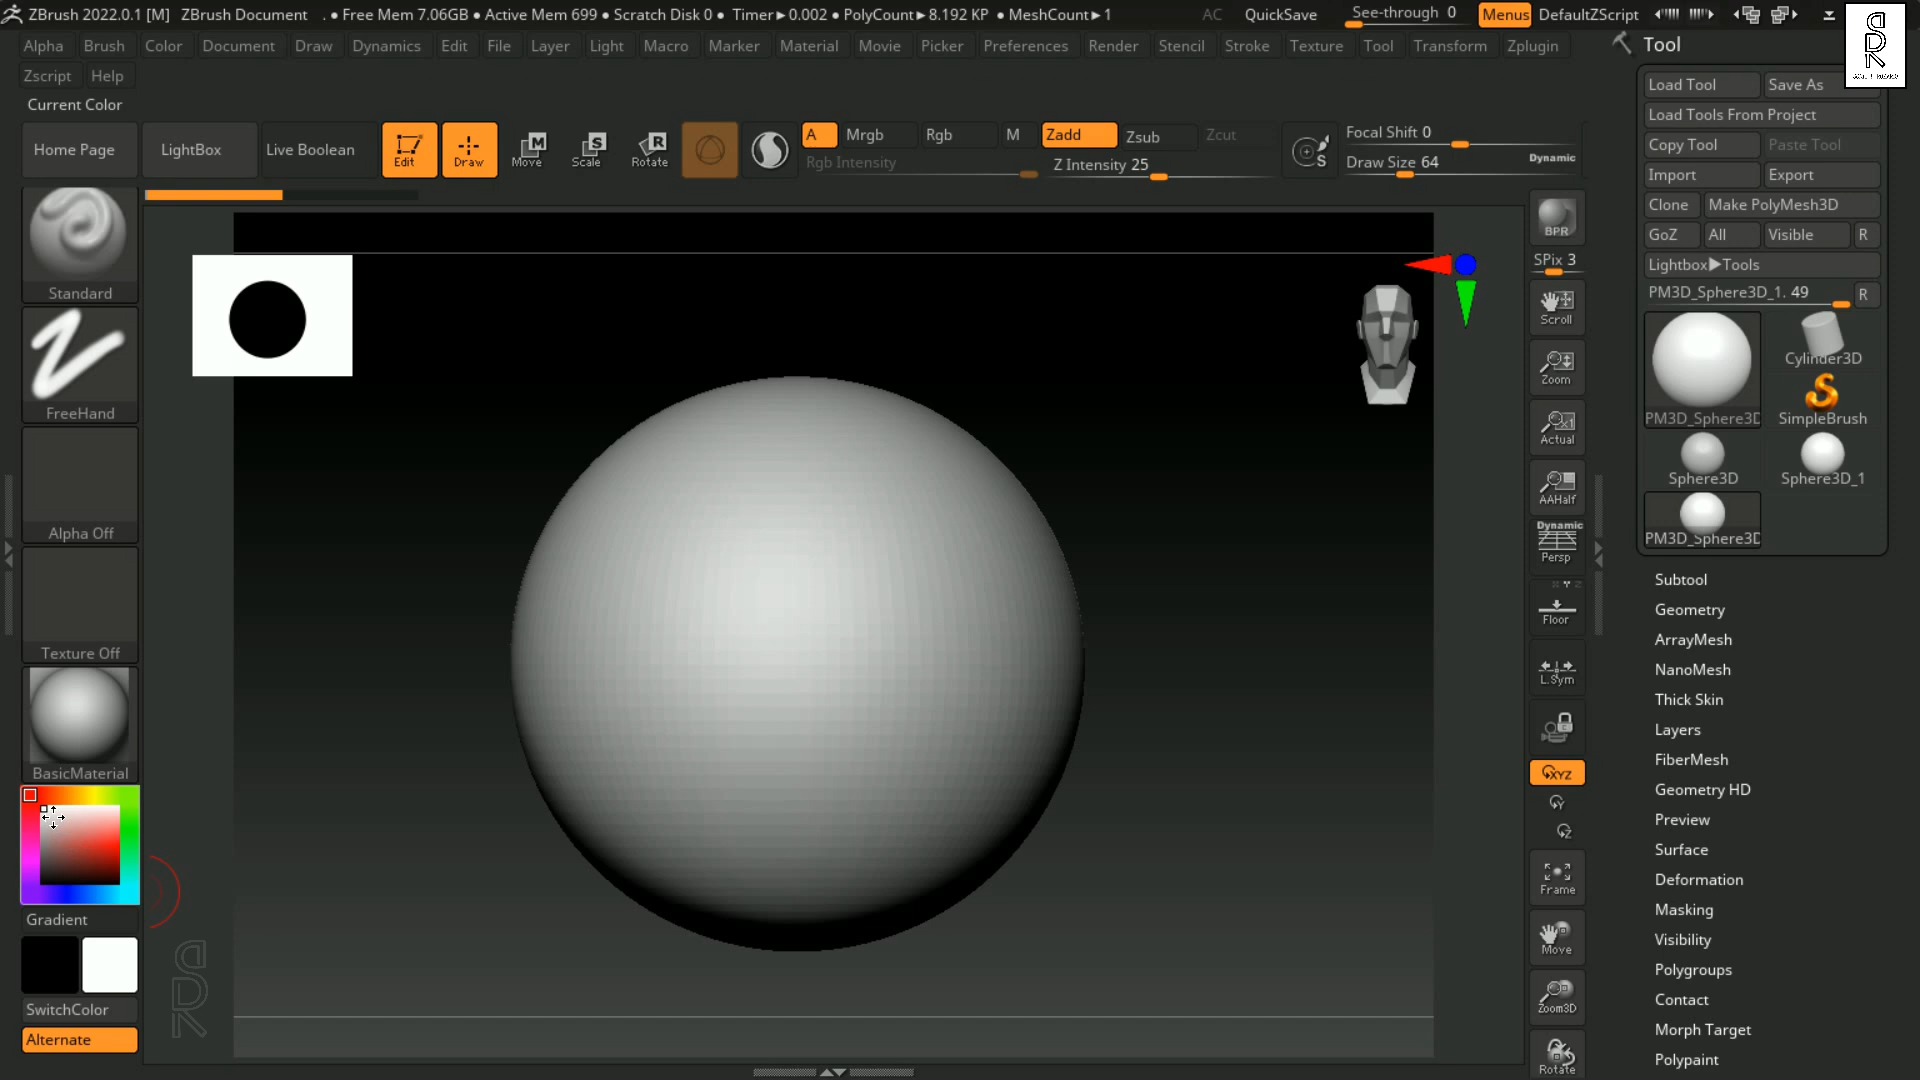 ZBrush 2022.0.1 [M] ZBrush Document . ● Free Mem 7.06GB ● Active Mem 699 ● Scratch Disk 0 ● Timer▶0.002 ● PolyCount▶8.192 KP ● MeshCount▶1 AC QuickSave See-through 0 Menus DefaultZScript
Alpha Brush Color Document Draw Dynamics Edit File Layer Light Macro Marker Material Movie Picker Preferences Render Stencil Stroke Texture Tool Transform Zplugin
Zscript Help
Current Color
Home Page
LightBox
Live Boolean
Edit
Draw
Move
Scale
Rotate
A Mrgb Rgb M
Rgb Intensity
Zadd Zsub Zcut
Z Intensity 25
Focal Shift 0
Draw Size 64
Dynamic
Standard
FreeHand
Alpha Off
Texture Off
BasicMaterial
Gradient
SwitchColor
Alternate
BPR
SPix 3
Scroll
Zoom
Actual
AAHalf
Dynamic
Persp
Floor
L.Sym
XYZ
Y
Z
Frame
Move
Zoom3D
Rotate
Tool
Load Tool Save As
Load Tools From Project
Copy Tool Paste Tool
Import Export
Clone Make PolyMesh3D
GoZ All Visible R
Lightbox▶Tools
PM3D_Sphere3D_1. 49 R
PM3D_Sphere3D
Cylinder3D
SimpleBrush
Sphere3D Sphere3D_1
PM3D_Sphere3D
Subtool
Geometry
ArrayMesh
NanoMesh
Thick Skin
Layers
FiberMesh
Geometry HD
Preview
Surface
Deformation
Masking
Visibility
Polygroups
Contact
Morph Target
Polypaint